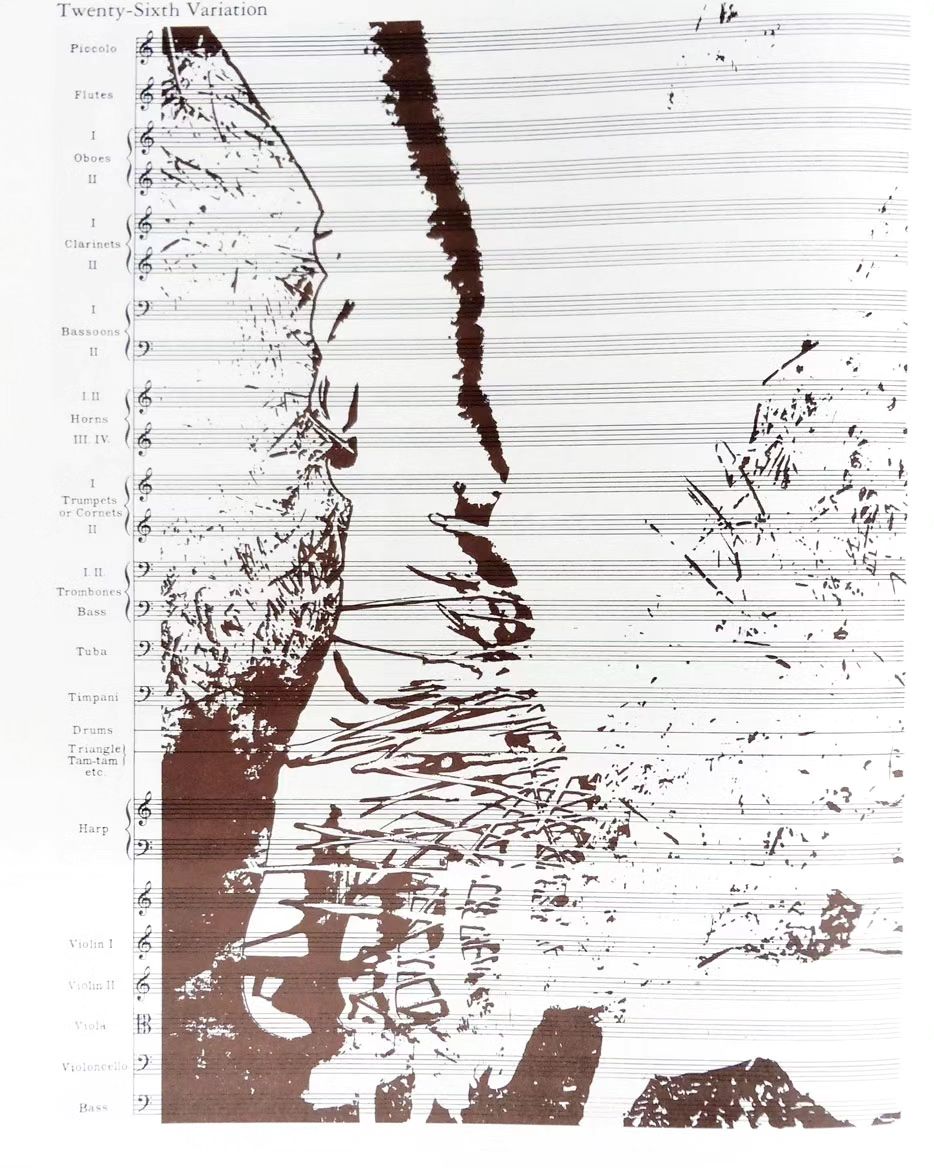 Twenty-Sixth Variation
Piccolo
Flutes
I
Oboes
II
I
Clarinets
II
I
Bassoons
II
I. II
Horns
III. IV.
I
Trumpets
or Cornets
II
I. II.
Trombones
Bass
Tuba
Timpani
Drums
Triangle
Tam-tam
etc.
Harp
Violin I
Violin II
Viola
Violoncello
Bass